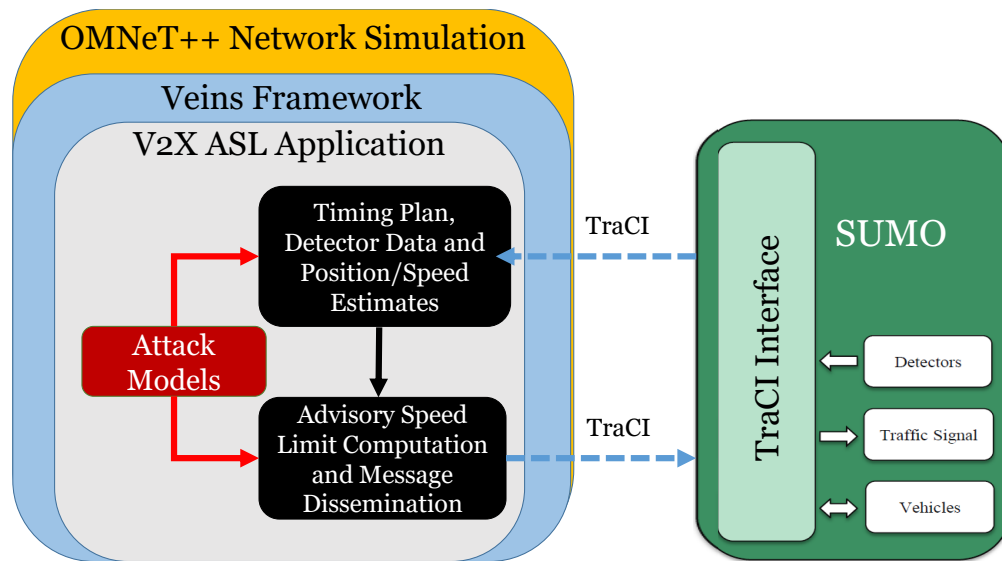 OMNeT++ Network Simulation
Veins Framework
V2X ASL Application
Timing Plan,
Detector Data and
Position/Speed
Estimates
Attack
Models
Advisory Speed
Limit Computation
and Message
Dissemination
TraCI
TraCI
TraCI Interface
SUMO
Detectors
Traffic Signal
Vehicles